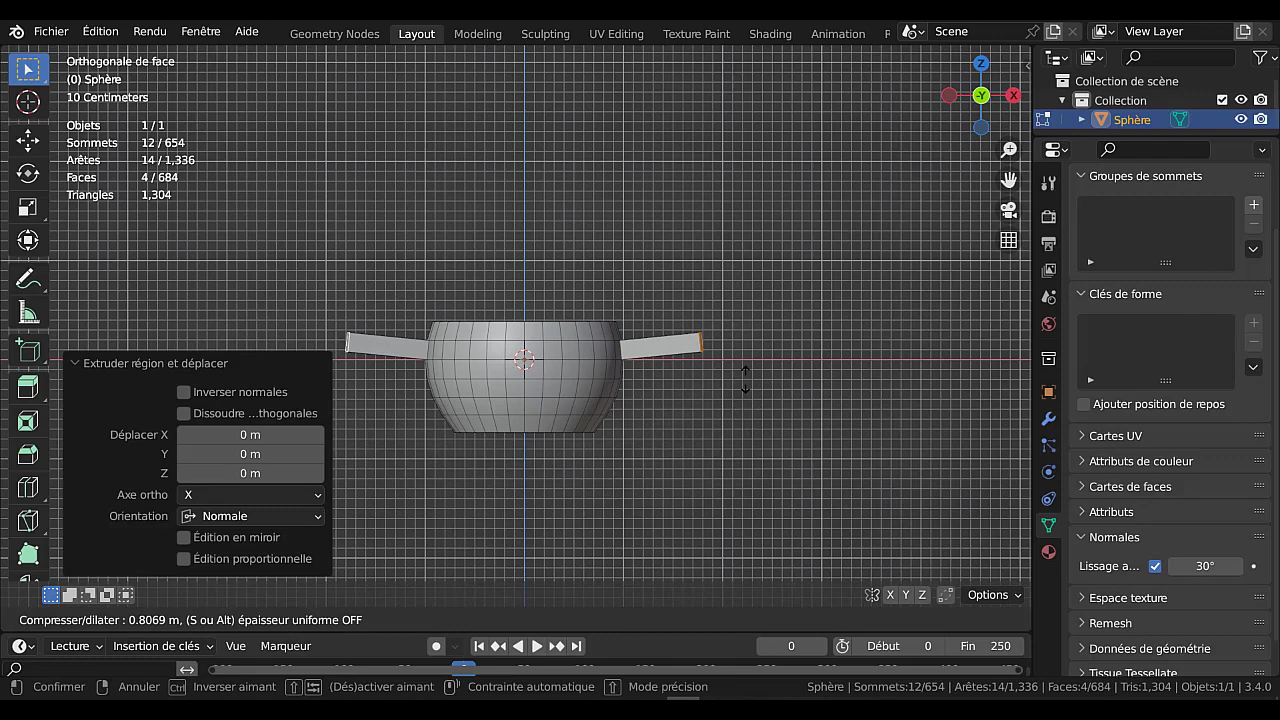 Fichier Édition Rendu Fenêtre Aide Geometry Nodes Layout Modeling Sculpting UV Editing Texture Paint Shading Animation Scene View Layer
Orthogonale de face
(0) Sphère
10 Centimeters
Objets 1 / 1
Sommets 12 / 654
Arêtes 14 / 1,336
Faces 4 / 684
Triangles 1,304
Z
-Y
X
Collection de scène
Collection
Sphère
Groupes de sommets
Clés de forme
Ajouter position de repos
Cartes UV
Attributs de couleur
Cartes de faces
Attributs
Normales
Lissage a... 30°
Espace texture
Remesh
Données de géométrie
Tissage Tessellate
Extruder région et déplacer
Inverser normales
Dissoudre ...thogonales
Déplacer X 0 m
Y 0 m
Z 0 m
Axe ortho X
Orientation Normale
Édition en miroir
Édition proportionnelle
X Y Z Options
Compresser/dilater : 0.8069 m, (S ou Alt) épaisseur uniforme OFF
Lecture Insertion de clés Vue Marqueur 0 Début 0 Fin 250
Confirmer Annuler Ctrl Inverser aimant (Dés)activer aimant Contrainte automatique Mode précision Sphère | Sommets:12/654 | Arêtes:14/1,336 | Faces:4/684 | Tris:1,304 | Objets:1/1 | 3.4.0